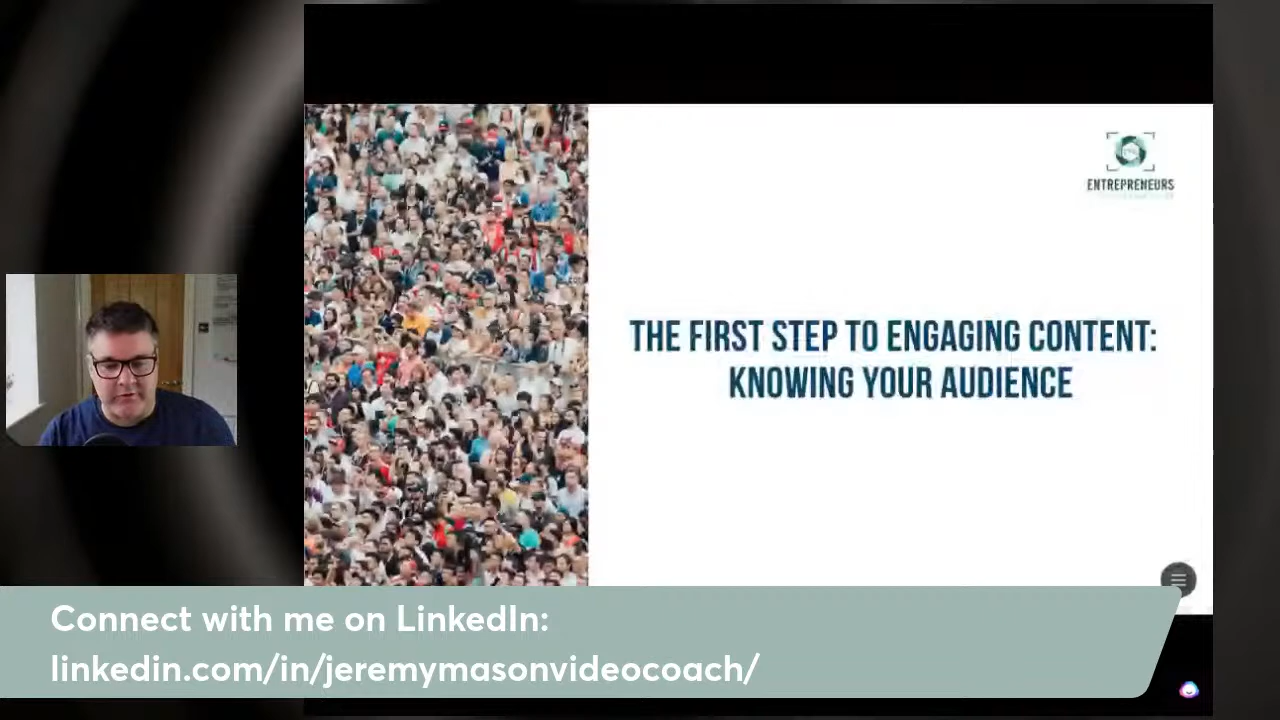 ENTREPRENEURS
THE FIRST STEP TO ENGAGING CONTENT:
KNOWING YOUR AUDIENCE
Connect with me on LinkedIn:
linkedin.com/in/jeremymasonvideocoach/